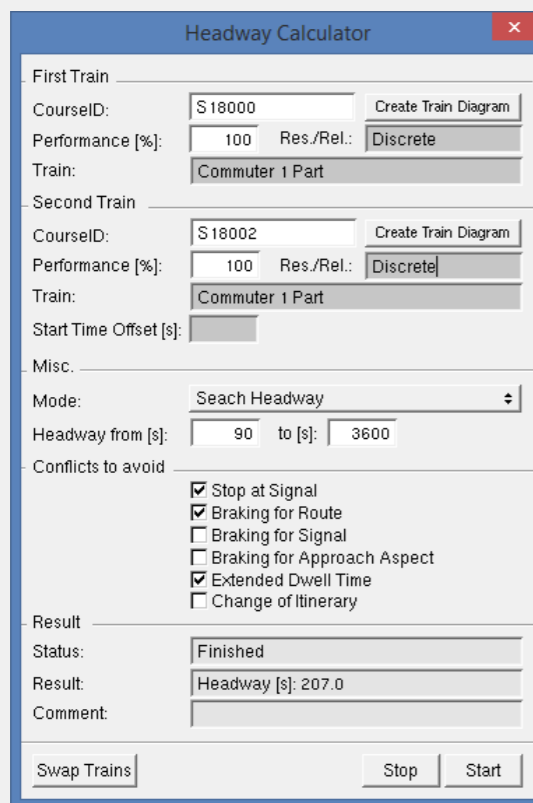 Headway Calculator
First Train
CourseID: S18000 Create Train Diagram
Performance [%]: 100 Res./Rel.: Discrete
Train: Commuter 1 Part
Second Train
CourseID: S18002 Create Train Diagram
Performance [%]: 100 Res./Rel.: Discrete
Train: Commuter 1 Part
Start Time Offset [s]:
Misc.
Mode: Seach Headway
Headway from [s]: 90 to [s]: 3600
Conflicts to avoid
Stop at Signal
Braking for Route
Braking for Signal
Braking for Approach Aspect
Extended Dwell Time
Change of Itinerary
Result
Status: Finished
Result: Headway [s]: 207.0
Comment:
Swap Trains Stop Start